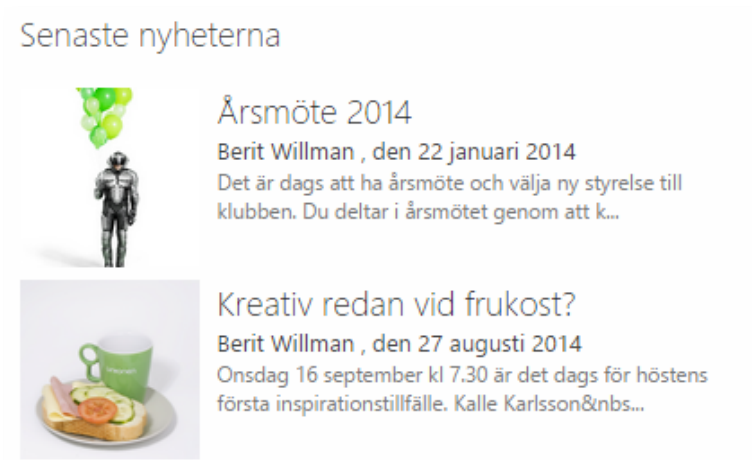 Senaste nyheterna
Årsmöte 2014
Berit Willman , den 22 januari 2014
Det är dags att ha årsmöte och välja ny styrelse till
klubben. Du deltar i årsmötet genom att k...
Kreativ redan vid frukost?
Berit Willman , den 27 augusti 2014
Onsdag 16 september kl 7.30 är det dags för höstens
första inspirationstillfälle. Kalle Karlsson&nbs...